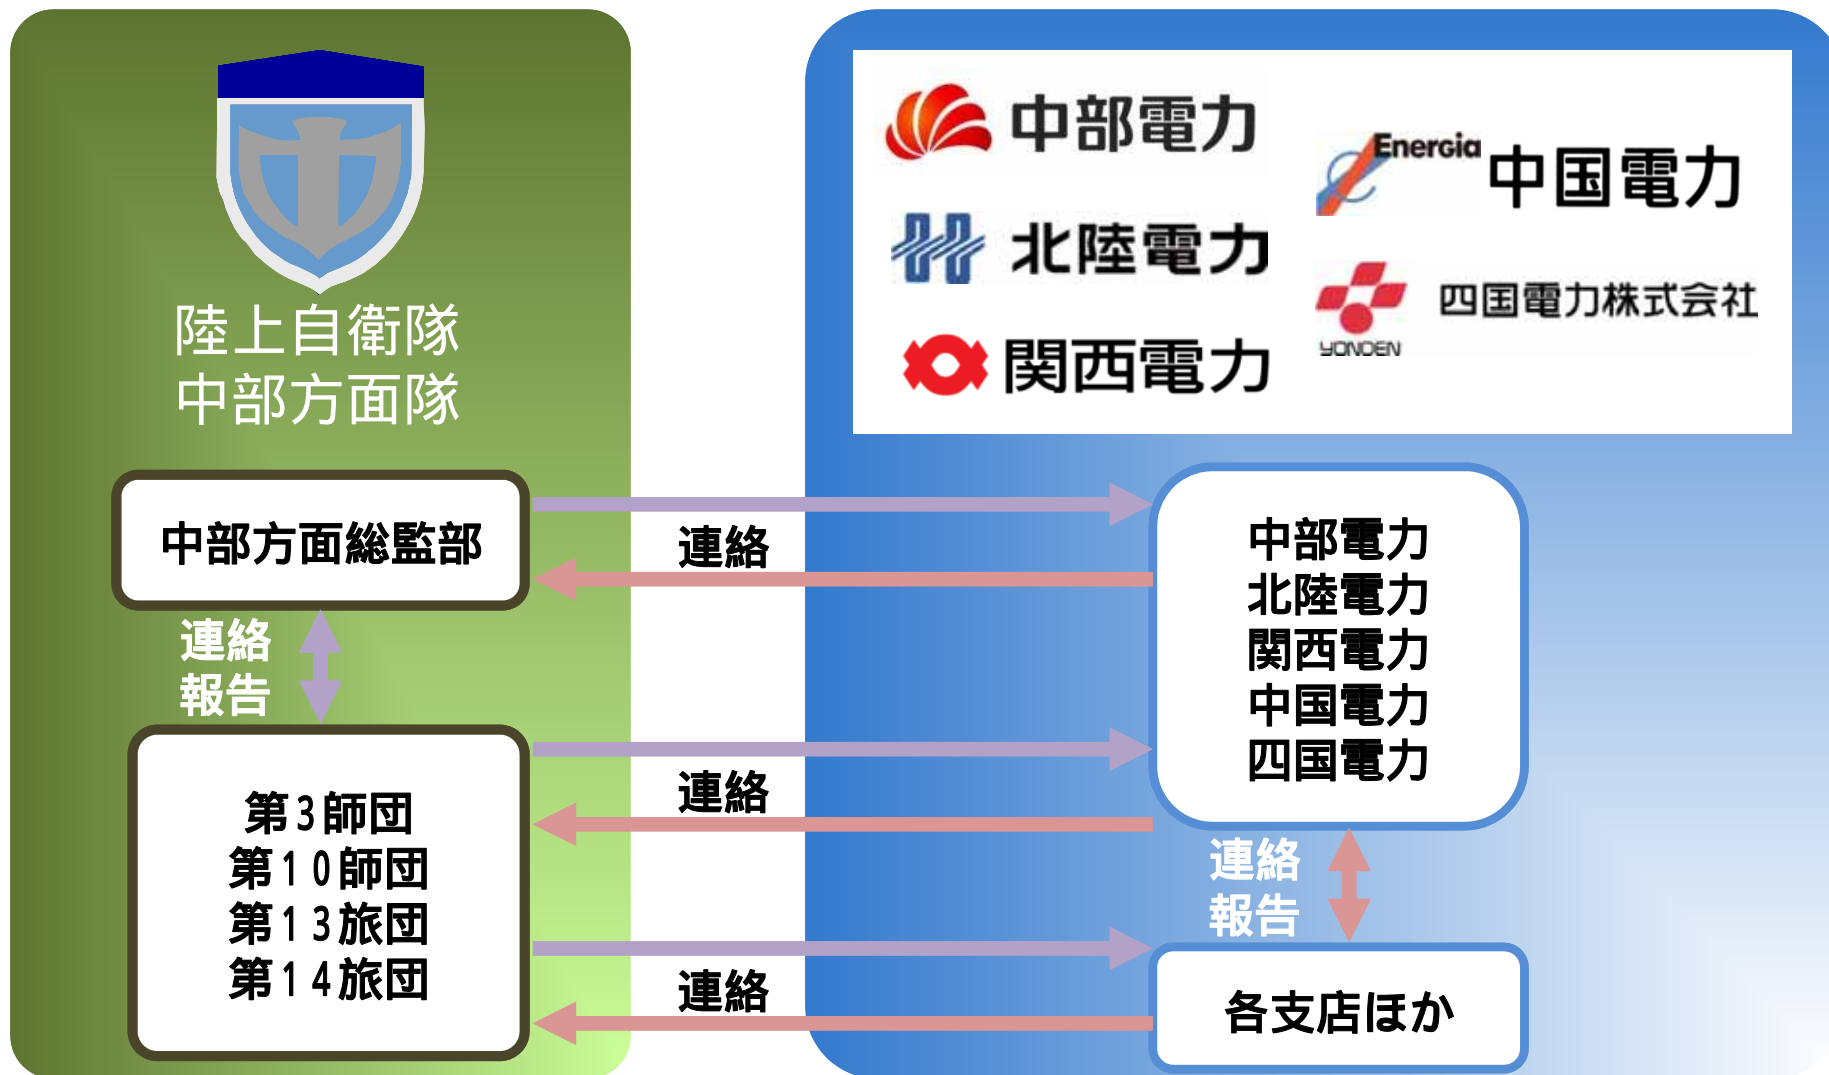 陸上自衛隊
中部方面隊
中部方面総監部
連絡
報告
第3師団
第10師団
第13旅団
第14旅団
連絡
連絡
連絡
中部電力
北陸電力
関西電力
Energia 中国電力
四国電力株式会社
YONDEN
中部電力
北陸電力
関西電力
中国電力
四国電力
連絡
報告
各支店ほか